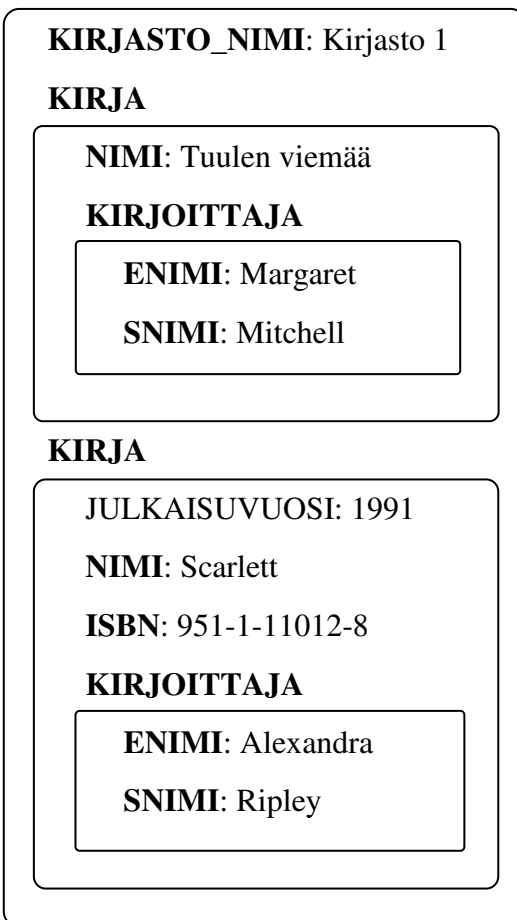 KIRJASTO_NIMI: Kirjasto 1
KIRJA
NIMI: Tuulen viemää
KIRJOITTAJA
ENIMI: Margaret
SNIMI: Mitchell
KIRJA
JULKAISUVUOSI: 1991
NIMI: Scarlett
ISBN: 951-1-11012-8
KIRJOITTAJA
ENIMI: Alexandra
SNIMI: Ripley